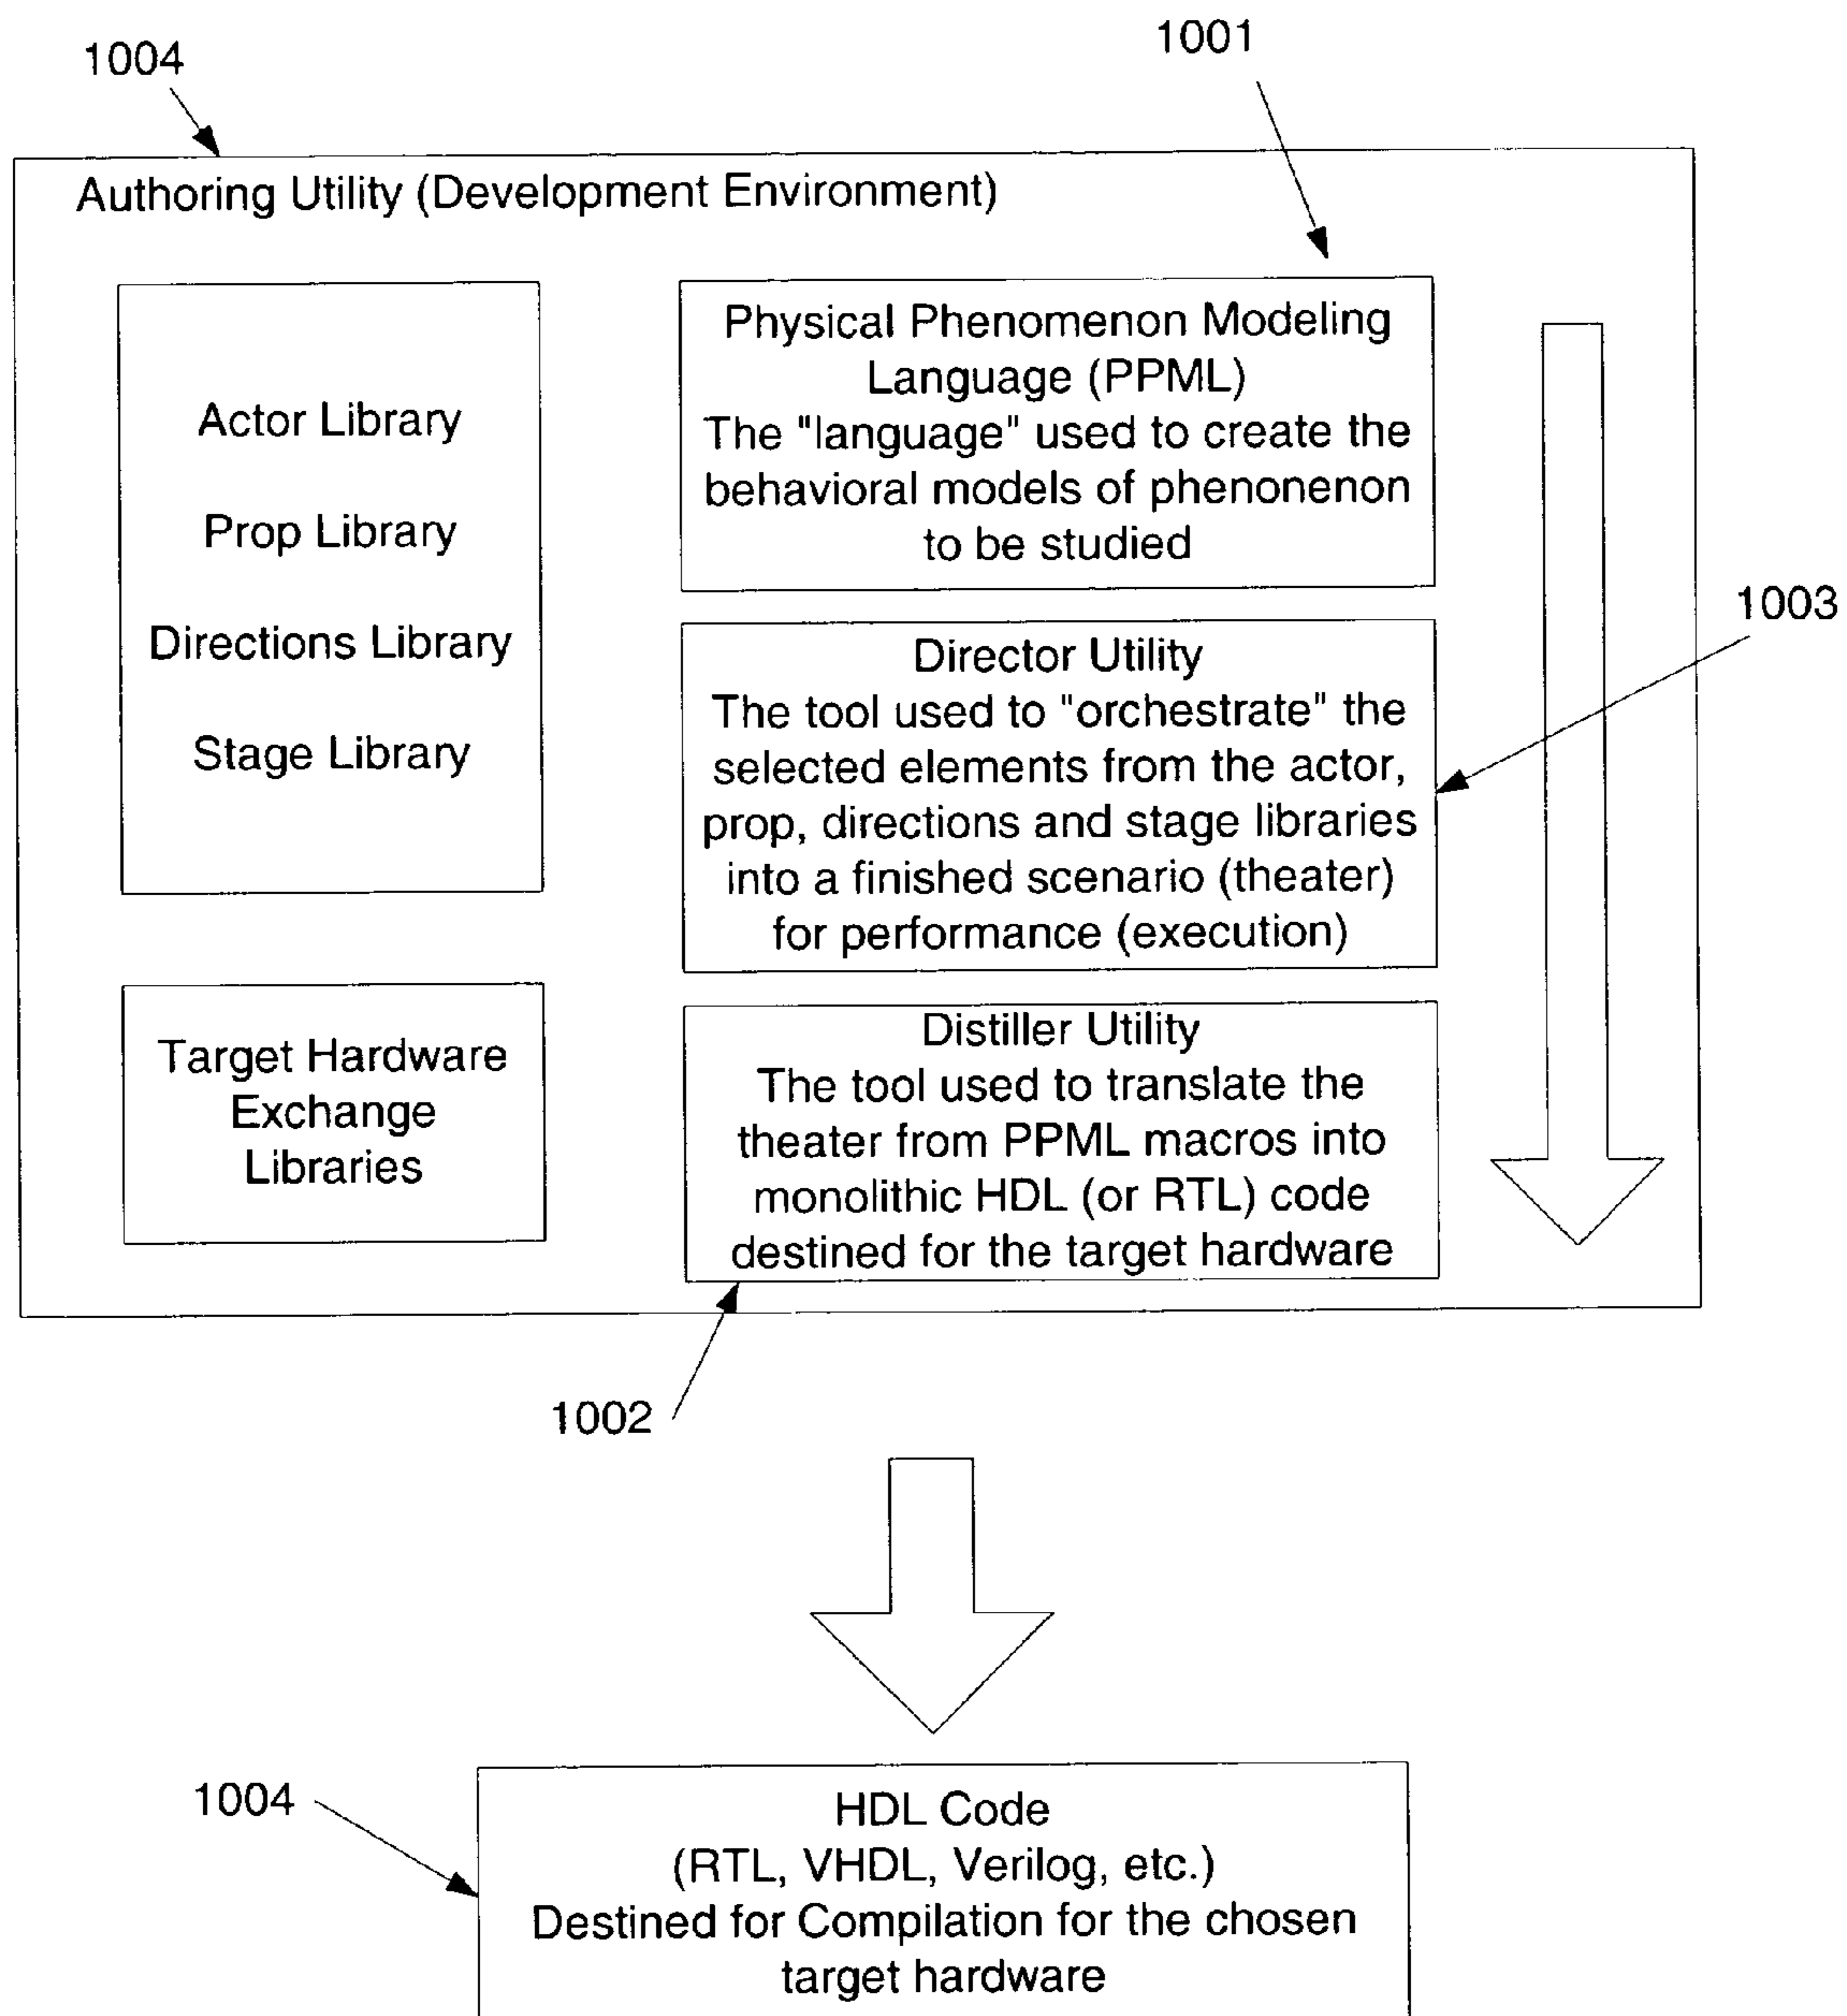 1004
1001
Authoring Utility (Development Environment)
Actor Library
Prop Library
Directions Library
Stage Library
Physical Phenomenon Modeling
Language (PPML)
The "language" used to create the
behavioral models of phenonenon
to be studied
1003
Director Utility
The tool used to "orchestrate" the
selected elements from the actor,
prop, directions and stage libraries
into a finished scenario (theater)
for performance (execution)
Target Hardware
Exchange
Libraries
Distiller Utility
The tool used to translate the
theater from PPML macros into
monolithic HDL (or RTL) code
destined for the target hardware
1002
1004
HDL Code
(RTL, VHDL, Verilog, etc.)
Destined for Compilation for the chosen
target hardware